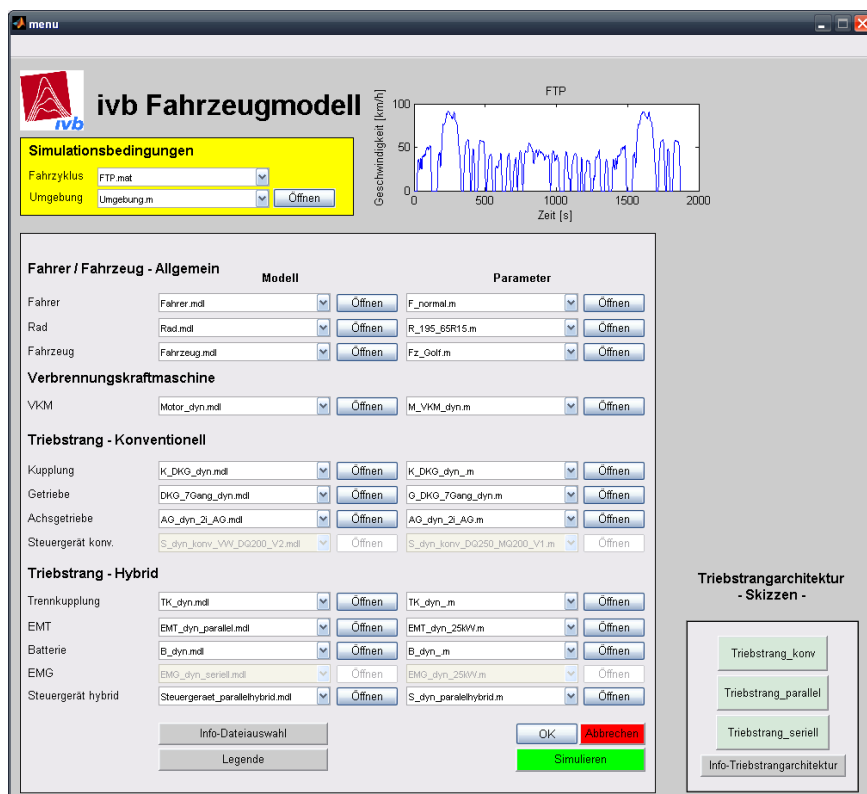 menu
ivb
ivb Fahrzeugmodell
Simulationsbedingungen
Fahrzyklus FTP.mat
Umgebung Umgebung.m Öffnen
FTP
Geschwindigkeit [km/h]
100
50
0
0 500 1000 1500 2000
Zeit [s]
Fahrer / Fahrzeug - Allgemein
Modell Parameter
Fahrer Fahrer.mdl Öffnen F_normal.m Öffnen
Rad Rad.mdl Öffnen R_195_65R15.m Öffnen
Fahrzeug Fahrzeug.mdl Öffnen Fz_Golf.m Öffnen
Verbrennungskraftmaschine
VKM Motor_dyn.mdl Öffnen M_VKM_dyn.m Öffnen
Triebstrang - Konventionell
Kupplung K_DKG_dyn.mdl Öffnen K_DKG_dyn_.m Öffnen
Getriebe DKG_7Gang_dyn.mdl Öffnen G_DKG_7Gang_dyn.m Öffnen
Achsgetriebe AG_dyn_2i_AG.mdl Öffnen AG_dyn_2i_AG.m Öffnen
Steuergerät konv. S_dyn_konv_VW_DQ200_V2.mdl Öffnen S_dyn_konv_DQ250_MQ200_V1.m Öffnen
Triebstrang - Hybrid
Trennkupplung TK_dyn.mdl Öffnen TK_dyn_.m Öffnen
EMT EMT_dyn_parallel.mdl Öffnen EMT_dyn_25kW.m Öffnen
Batterie B_dyn.mdl Öffnen B_dyn_.m Öffnen
EMG EMG_dyn_seriell.mdl Öffnen EMG_dyn_25kW.m Öffnen
Steuergerät hybrid Steuergeraet_parallelhybrid.mdl Öffnen S_dyn_paralelhybrid.m Öffnen
Info-Dateiauswahl OK Abbrechen
Legende Simulieren
Triebstrangarchitektur
- Skizzen -
Triebstrang_konv
Triebstrang_parallel
Triebstrang_seriell
Info-Triebstrangarchitektur